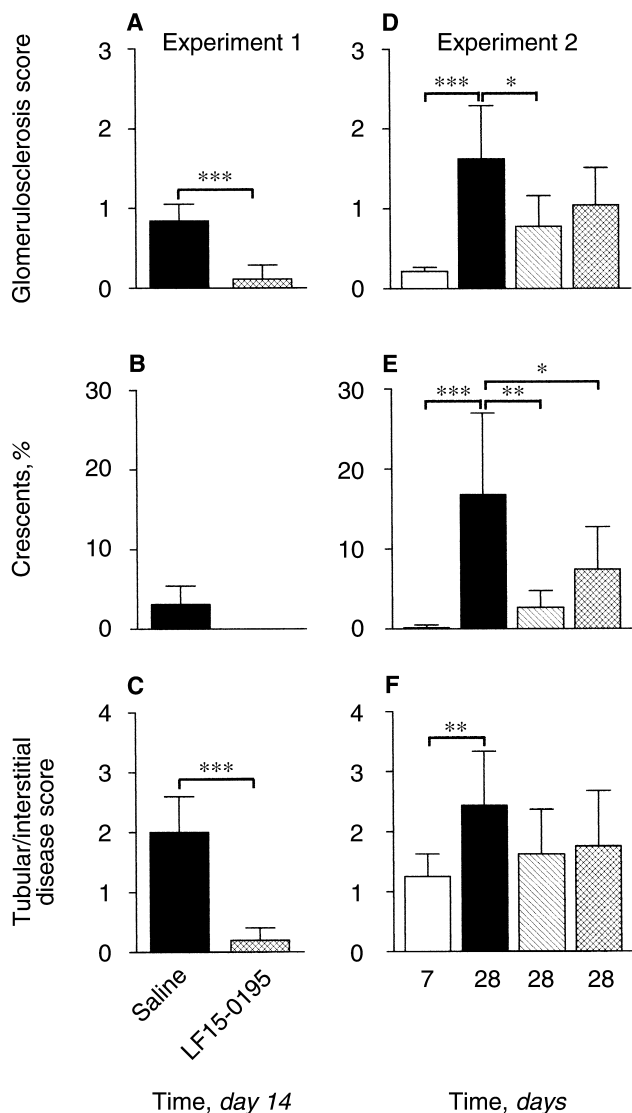 A
Experiment 1
Glomerulosclerosis score
3
2
1
0
***
D
Experiment 2
3
2
1
0
***
*
B
Crescents, %
30
20
10
0
E
30
20
10
0
***
**
*
C
Tubular/interstitial
disease score
4
3
2
1
0
***
Saline
LF15-0195
Time, day 14
F
4
3
2
1
0
**
7 28 28 28
Time, days